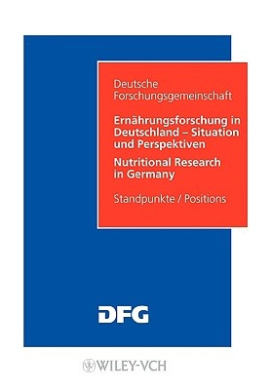 Deutsche
Forschungsgemeinschaft
Ernährungsforschung in
Deutschland – Situation
und Perspektiven
Nutritional Research
in Germany
Standpunkte / Positions
DFG
WILEY-VCH